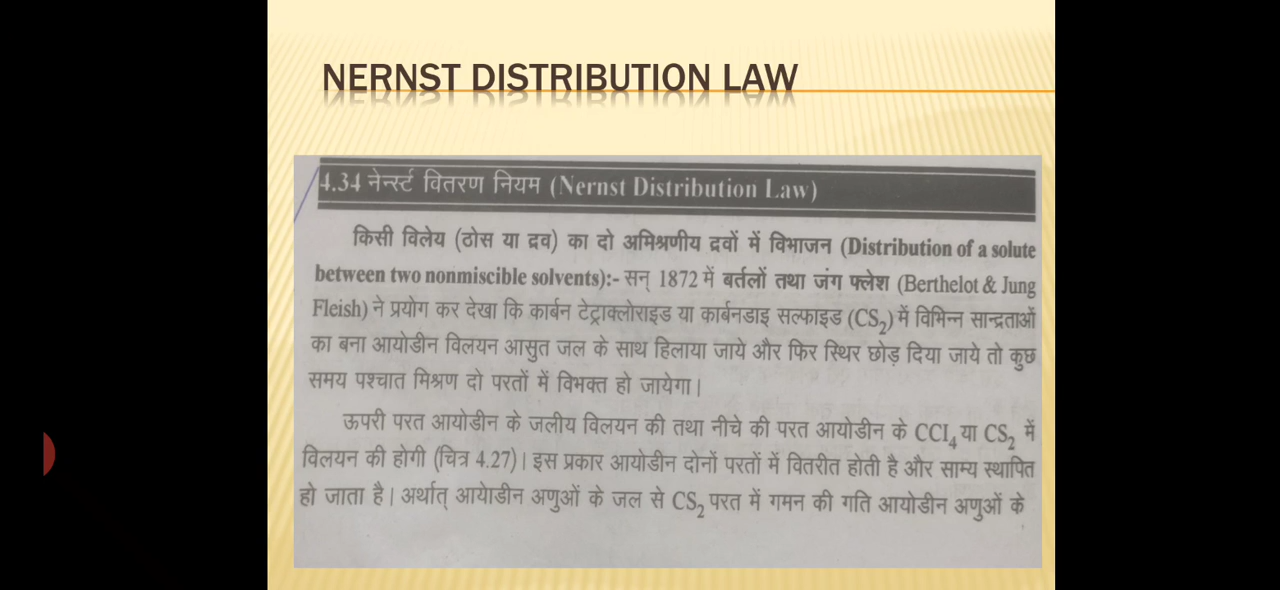 NERNST DISTRIBUTION LAW
4.34 नेर्न्स्ट वितरण नियम (Nernst Distribution Law)
किसी विलेय (ठोस या द्रव) का दो अमिश्रणीय द्रवों में विभाजन (Distribution of a solute
between two nonmiscible solvents):- सन् 1872 में बर्तलों तथा जंग फ्लेश (Berthelot & Jung
Fleish) ने प्रयोग कर देखा कि कार्बन टेट्राक्लोराइड या कार्बनडाइ सल्फाइड (CS₂) में विभिन्न सान्द्रताओं
का बना आयोडीन विलयन आसुत जल के साथ हिलाया जाये और फिर स्थिर छोड़ दिया जाये तो कुछ
समय पश्चात मिश्रण दो परतों में विभक्त हो जायेगा।
ऊपरी परत आयोडीन के जलीय विलयन की तथा नीचे की परत आयोडीन के CCI₄ या CS₂ में
विलयन की होगी (चित्र 4.27)। इस प्रकार आयोडीन दोनों परतों में वितरीत होती है और साम्य स्थापित
हो जाता है। अर्थात् आयेाडीन अणुओं के जल से CS₂ परत में गमन की गति आयोडीन अणुओं के